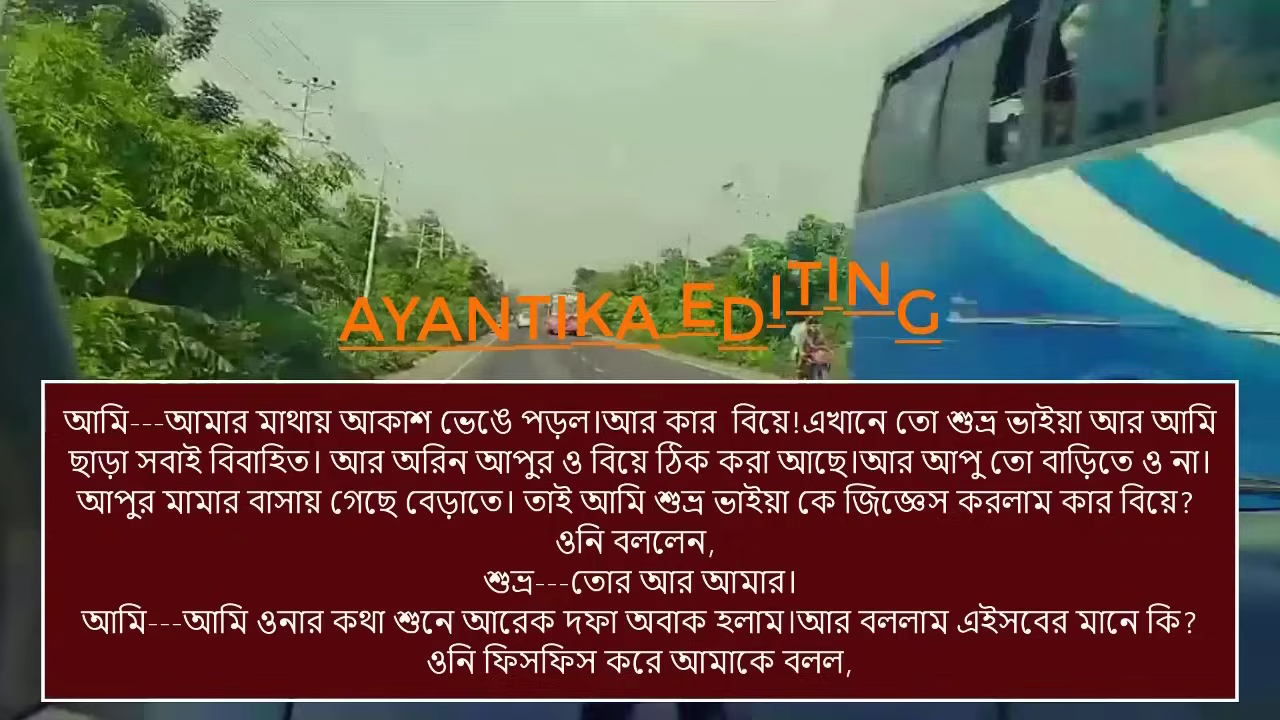 AYANTIKA EDITING
আমি---আমার মাথায় আকাশ ভেঙে পড়ল।আর কার  বিয়ে!এখানে তো শুভ্র ভাইয়া আর আমি
ছাড়া সবাই বিবাহিত। আর অরিন আপুর ও বিয়ে ঠিক করা আছে।আর আপু তো বাড়িতে ও না।
আপুর মামার বাসায় গেছে বেড়াতে। তাই আমি শুভ্র ভাইয়া কে জিজ্ঞেস করলাম কার বিয়ে?
ওনি বললেন,
শুভ্র---তোর আর আমার।
আমি---আমি ওনার কথা শুনে আরেক দফা অবাক হলাম।আর বললাম এইসবের মানে কি?
ওনি ফিসফিস করে আমাকে বলল,